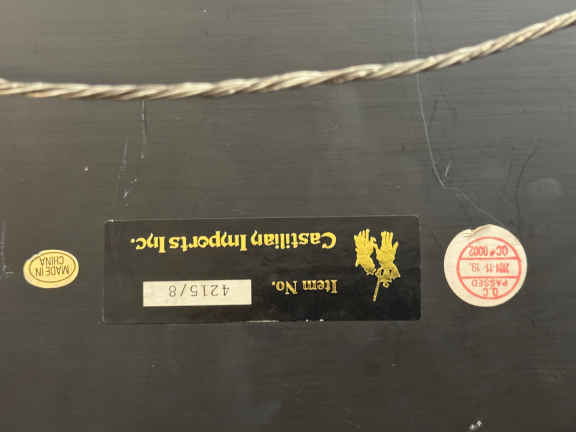 Castilian Imports Inc.
Item No. 4215/8
Q.C
PASSED
QC# 0002
MADE IN
CHINA